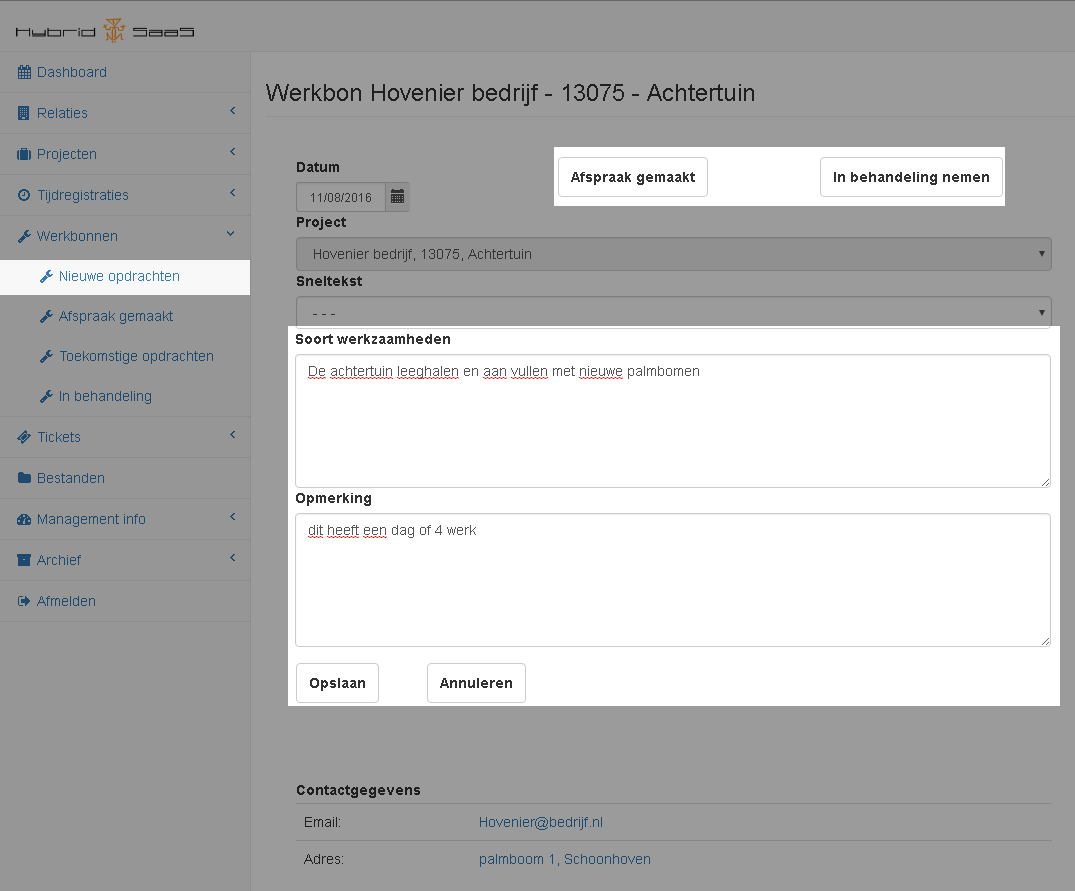 Hybrid SaaS
Dashboard
Relaties
Projecten
Tijdregistraties
Werkbonnen
Nieuwe opdrachten
Afspraak gemaakt
Toekomstige opdrachten
In behandeling
Tickets
Bestanden
Management info
Archief
Afmelden
Werkbon Hovenier bedrijf - 13075 - Achtertuin
Datum
11/08/2016
Afspraak gemaakt
In behandeling nemen
Project
Hovenier bedrijf, 13075, Achtertuin
Sneltekst
- - -
Soort werkzaamheden
De achtertuin leeghalen en aan vullen met nieuwe palmbomen
Opmerking
dit heeft een dag of 4 werk
Opslaan
Annuleren
Contactgegevens
Email: Hovenier@bedrijf.nl
Adres: palmboom 1, Schoonhoven